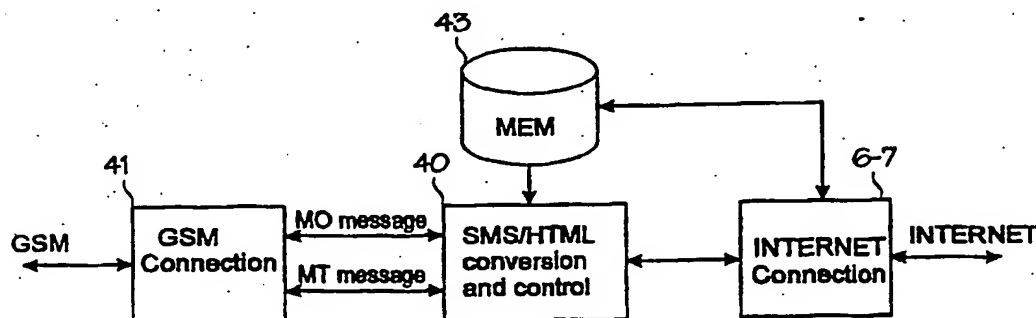 43
MEM
41
40
6-7
GSM
GSM
Connection
MO message
MT message
SMS/HTML
conversion
and control
INTERNET
Connection
INTERNET